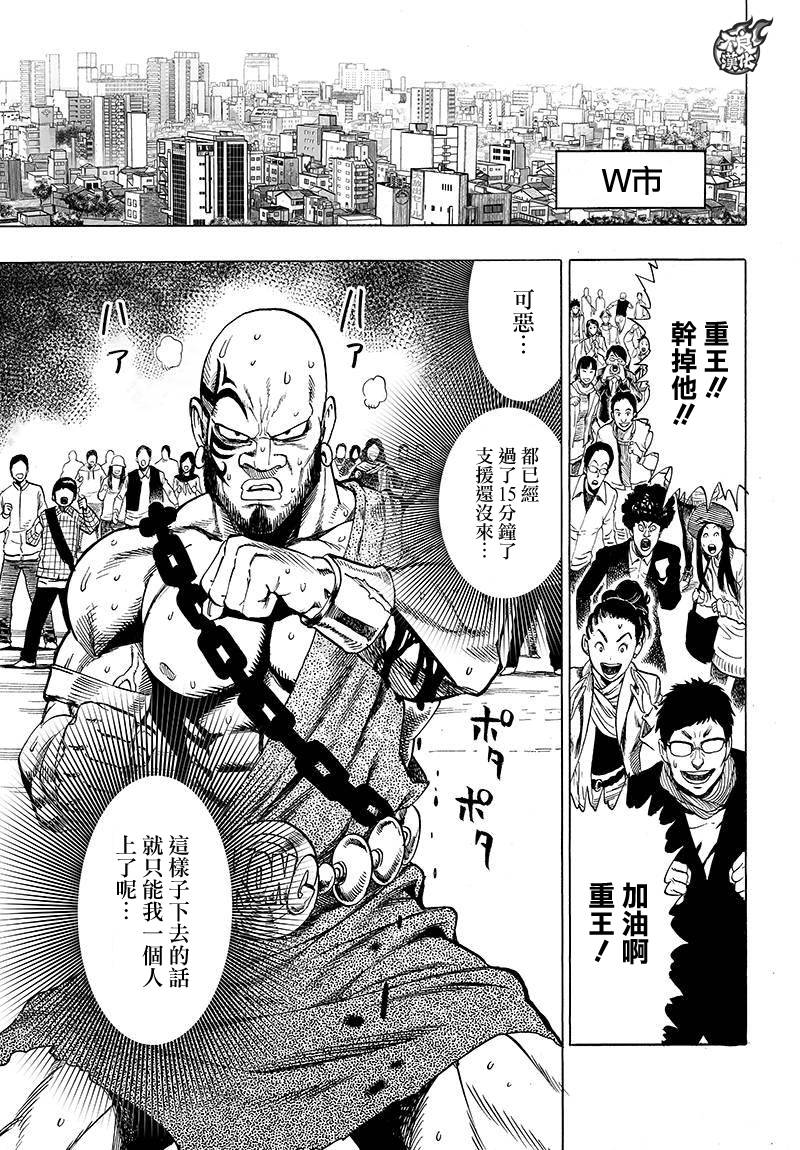 W市
重王!!
幹掉他!!
可惡…
都已經
過了15分鐘了
支援還沒來…
ハァ
ハァ
ポタ
ポタポタ
加油啊
重王!
這樣子下去的話
就只能我一個人
上了呢…